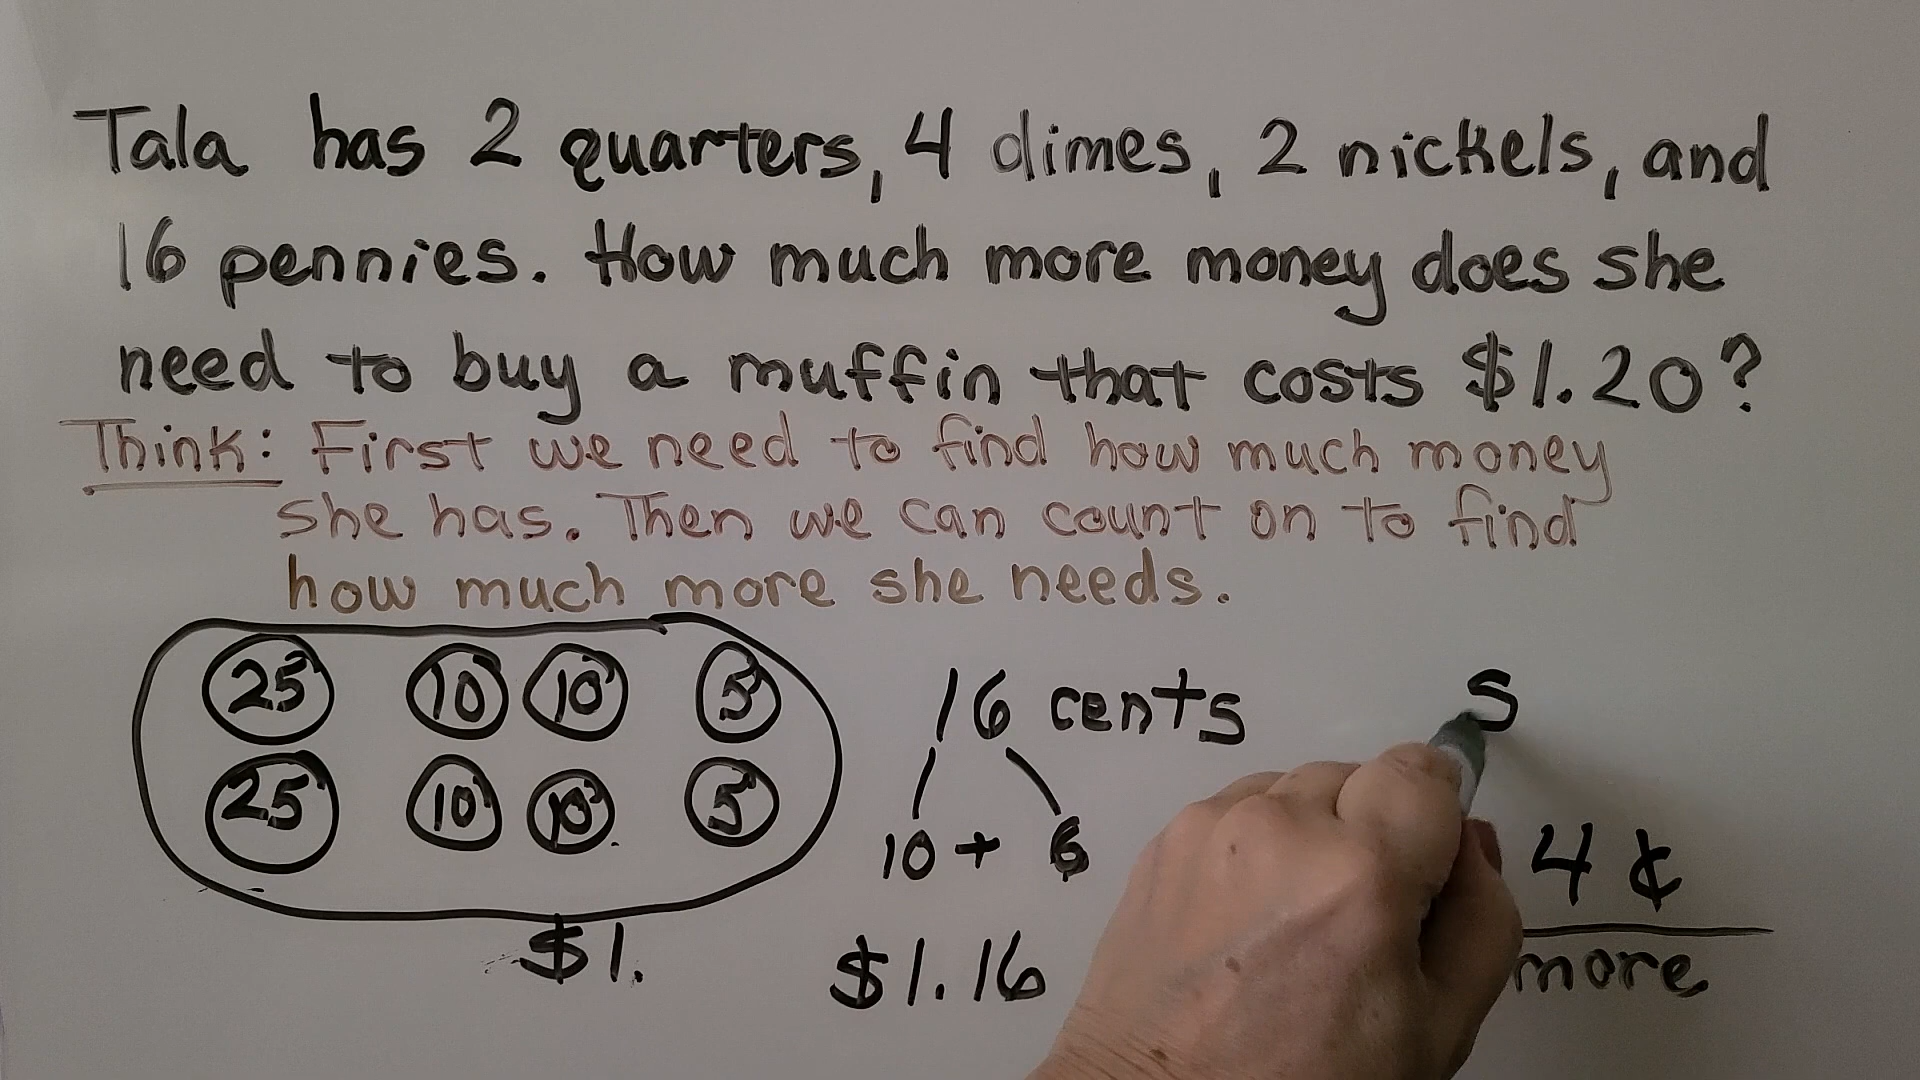 Tala has 2 quarters, 4 dimes, 2 nickels, and
16 pennies. How much more money does she
need to buy a muffin that costs $1.20?
Think: First we need to find how much money
she has. Then we can count on to find
how much more she needs.
25 10 10 5
25 10 10 5
$1.
16 cents
10 + 6
$1.16
S
4 ¢
more